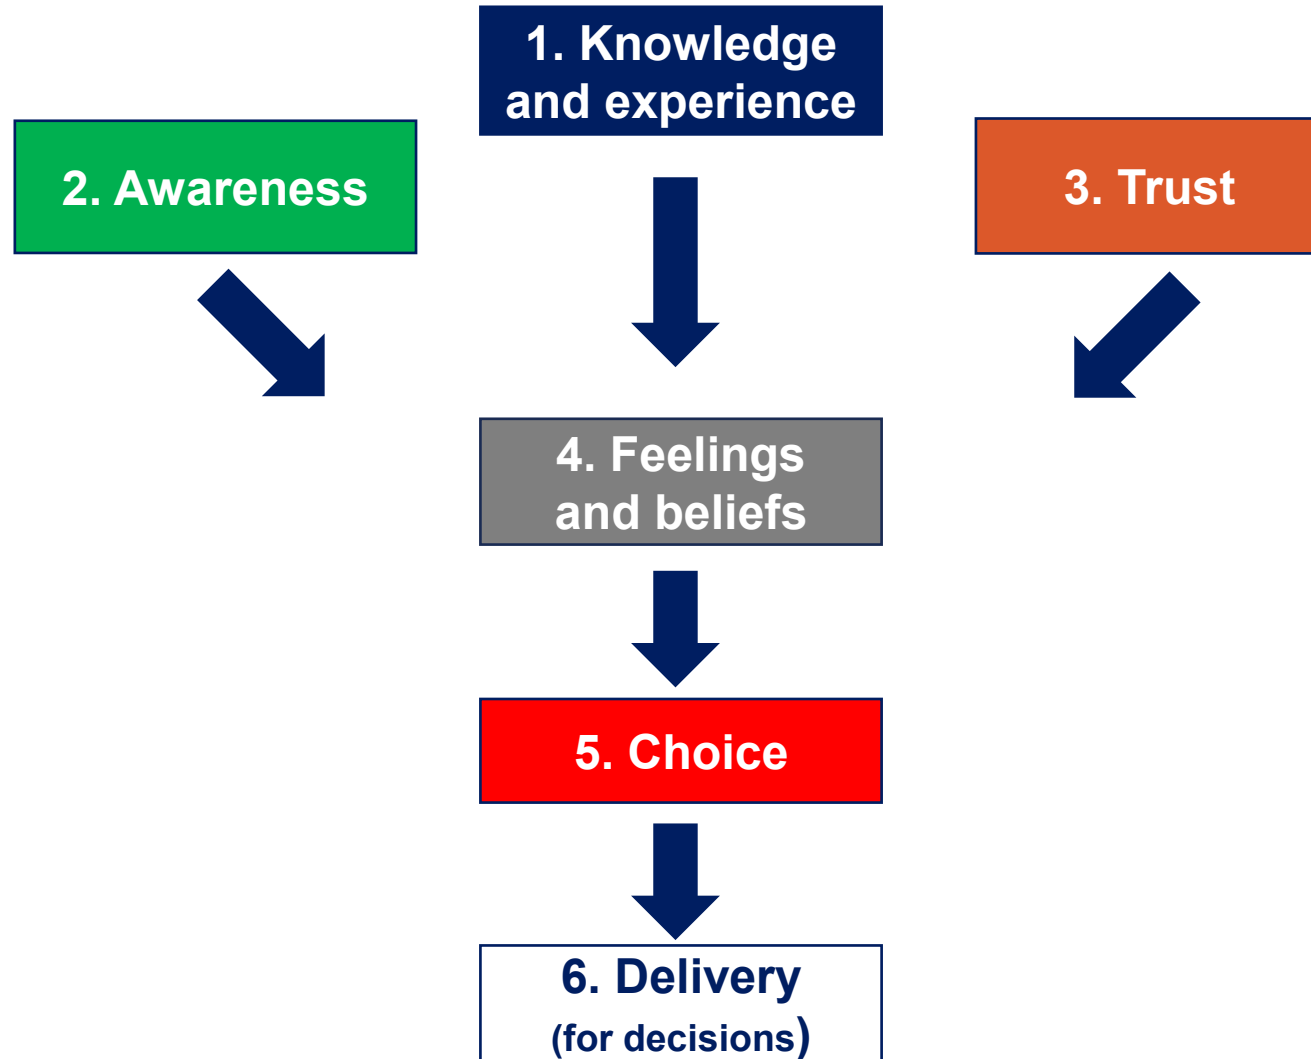 1. Knowledge
and experience
2. Awareness
3. Trust
4. Feelings
and beliefs
5. Choice
6. Delivery
(for decisions)